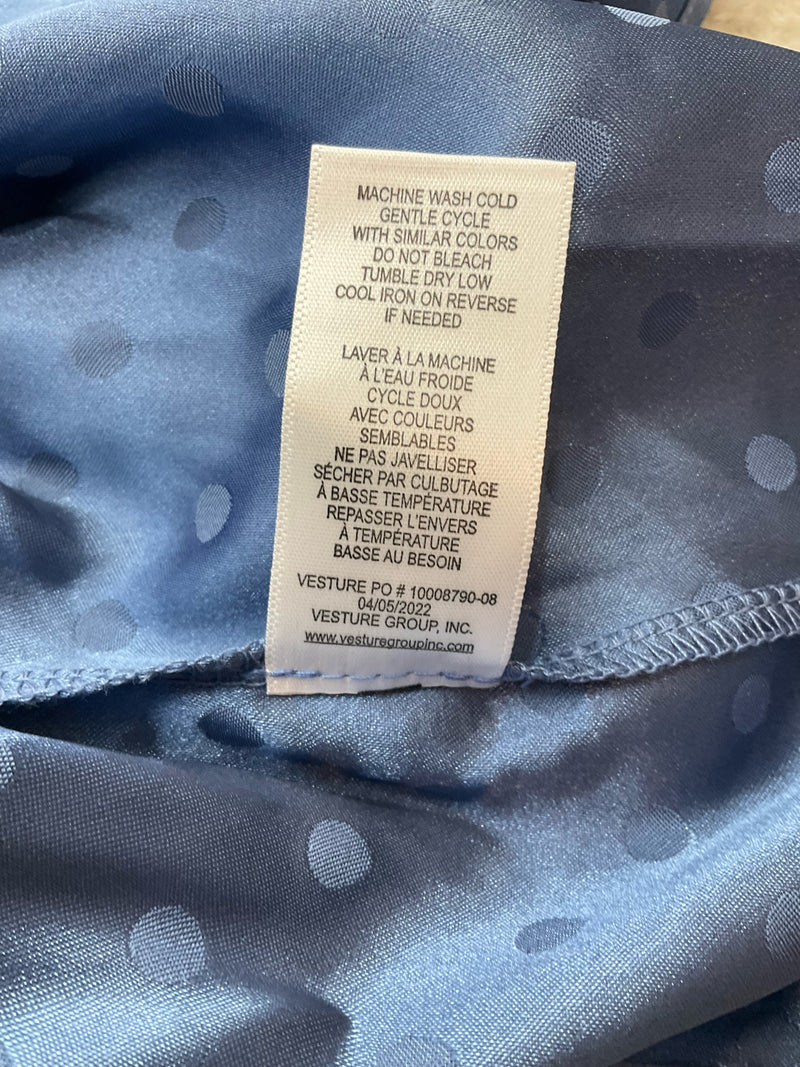 MACHINE WASH COLD
GENTLE CYCLE
WITH SIMILAR COLORS
DO NOT BLEACH
TUMBLE DRY LOW
COOL IRON ON REVERSE
IF NEEDED
LAVER À LA MACHINE
À L'EAU FROIDE
CYCLE DOUX
AVEC COULEURS
SEMBLABLES
NE PAS JAVELLISER
SÉCHER PAR CULBUTAGE
À BASSE TEMPÉRATURE
REPASSER L'ENVERS
À TEMPÉRATURE
BASSE AU BESOIN
VESTURE PO # 10008790-08
04/05/2022
VESTURE GROUP, INC.
www.vesturegroupinc.com